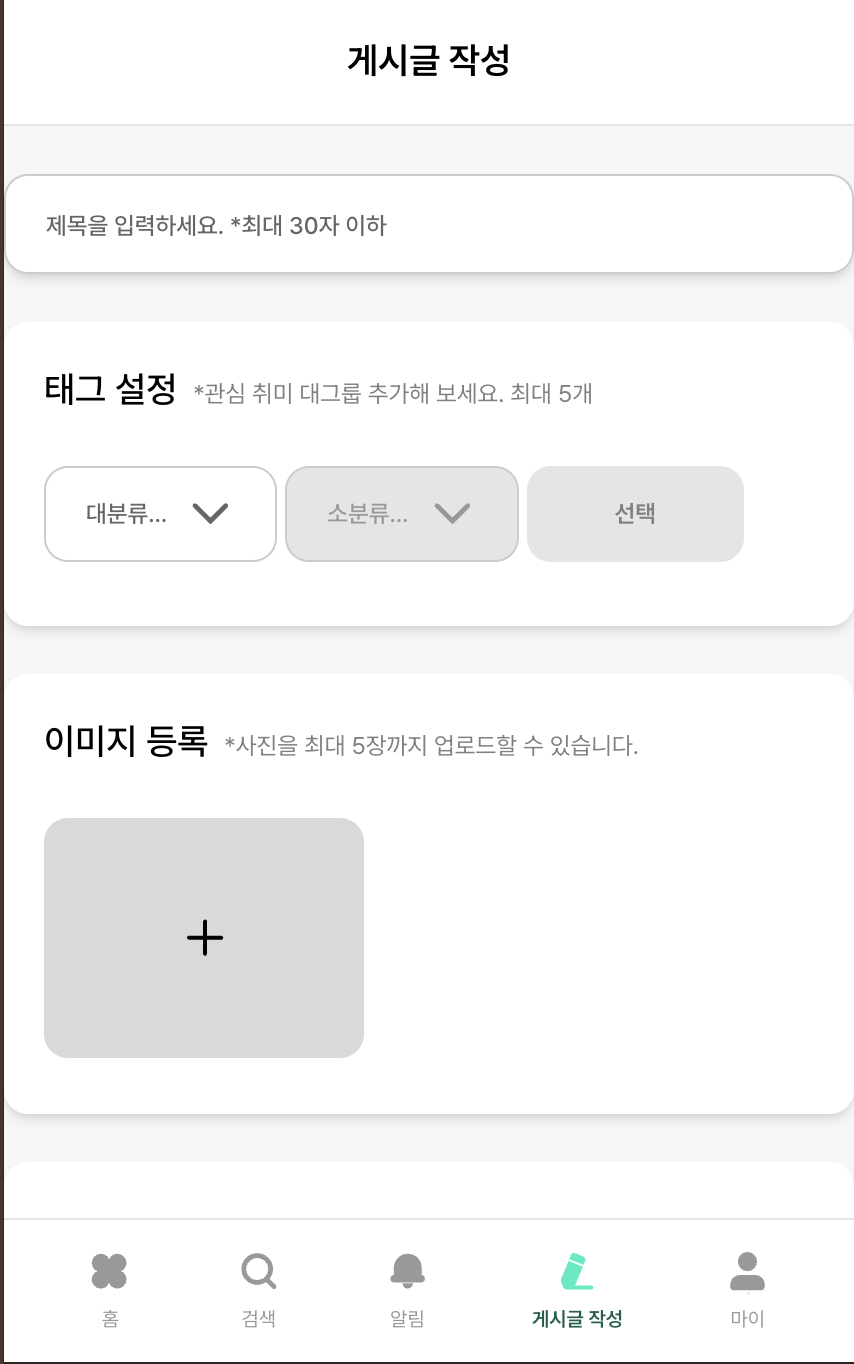 게시글 작성
제목을 입력하세요. *최대 30자 이하
태그 설정 *관심 취미 대그룹 추가해 보세요. 최대 5개
대분류... 소분류... 선택
이미지 등록 *사진을 최대 5장까지 업로드할 수 있습니다.
홈 검색 알림 게시글 작성 마이